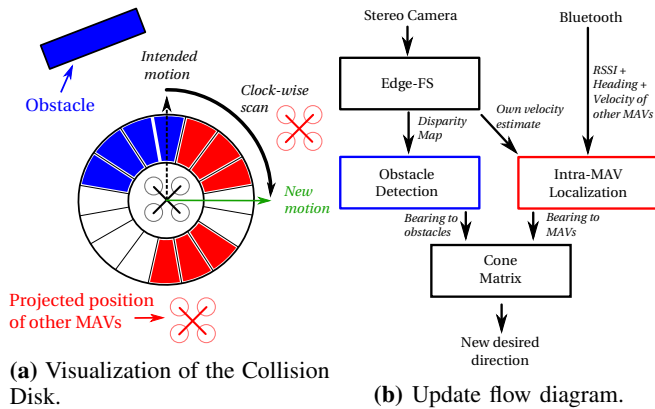 Obstacle
Intended
motion
Clock-wise
scan
New
motion
Projected position
of other MAVs
(a) Visualization of the Collision
Disk.
Stereo Camera
Bluetooth
Edge-FS
RSSI +
Heading +
Velocity of
other MAVs
Disparity
Map
Own velocity
estimate
Obstacle
Detection
Intra-MAV
Localization
Bearing to
obstacles
Bearing to
MAVs
Cone
Matrix
New desired
direction
(b) Update flow diagram.